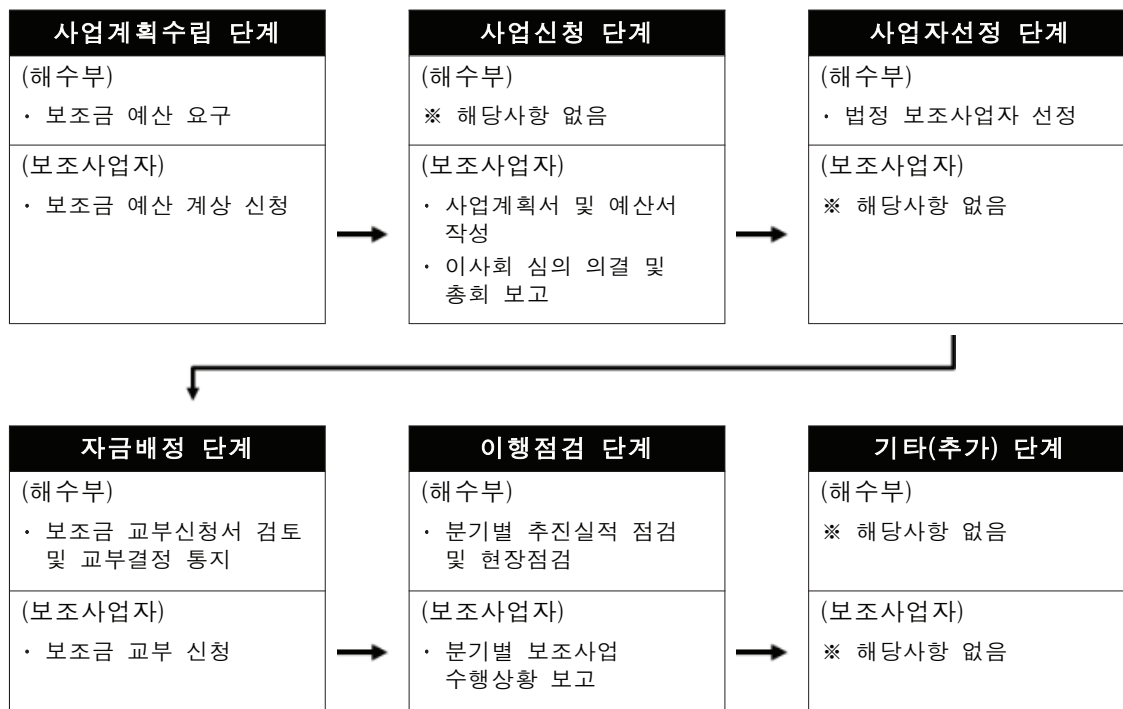 사업계획수립 단계
(해수부)
· 보조금 예산 요구
(보조사업자)
· 보조금 예산 계상 신청
사업신청 단계
(해수부)
※ 해당사항 없음
(보조사업자)
· 사업계획서 및 예산서
작성
· 이사회 심의 의결 및
총회 보고
사업자선정 단계
(해수부)
· 법정 보조사업자 선정
(보조사업자)
※ 해당사항 없음
자금배정 단계
(해수부)
· 보조금 교부신청서 검토
및 교부결정 통지
(보조사업자)
· 보조금 교부 신청
이행점검 단계
(해수부)
· 분기별 추진실적 점검
및 현장점검
(보조사업자)
· 분기별 보조사업
수행상황 보고
기타(추가) 단계
(해수부)
※ 해당사항 없음
(보조사업자)
※ 해당사항 없음